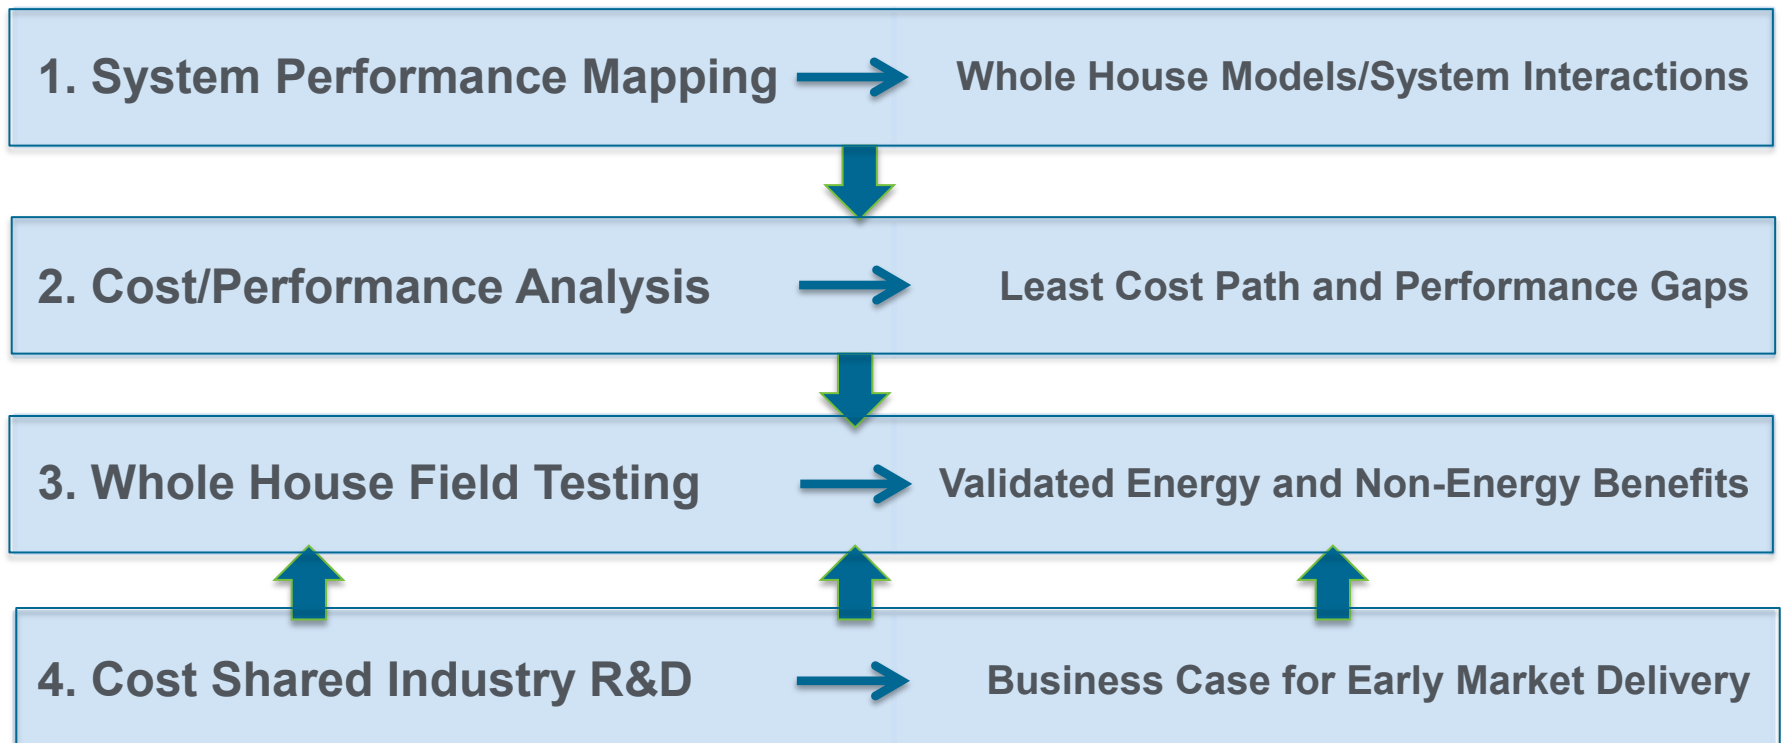 1. System Performance Mapping
Whole House Models/System Interactions
2. Cost/Performance Analysis
Least Cost Path and Performance Gaps
3. Whole House Field Testing
Validated Energy and Non-Energy Benefits
4. Cost Shared Industry R&D
Business Case for Early Market Delivery